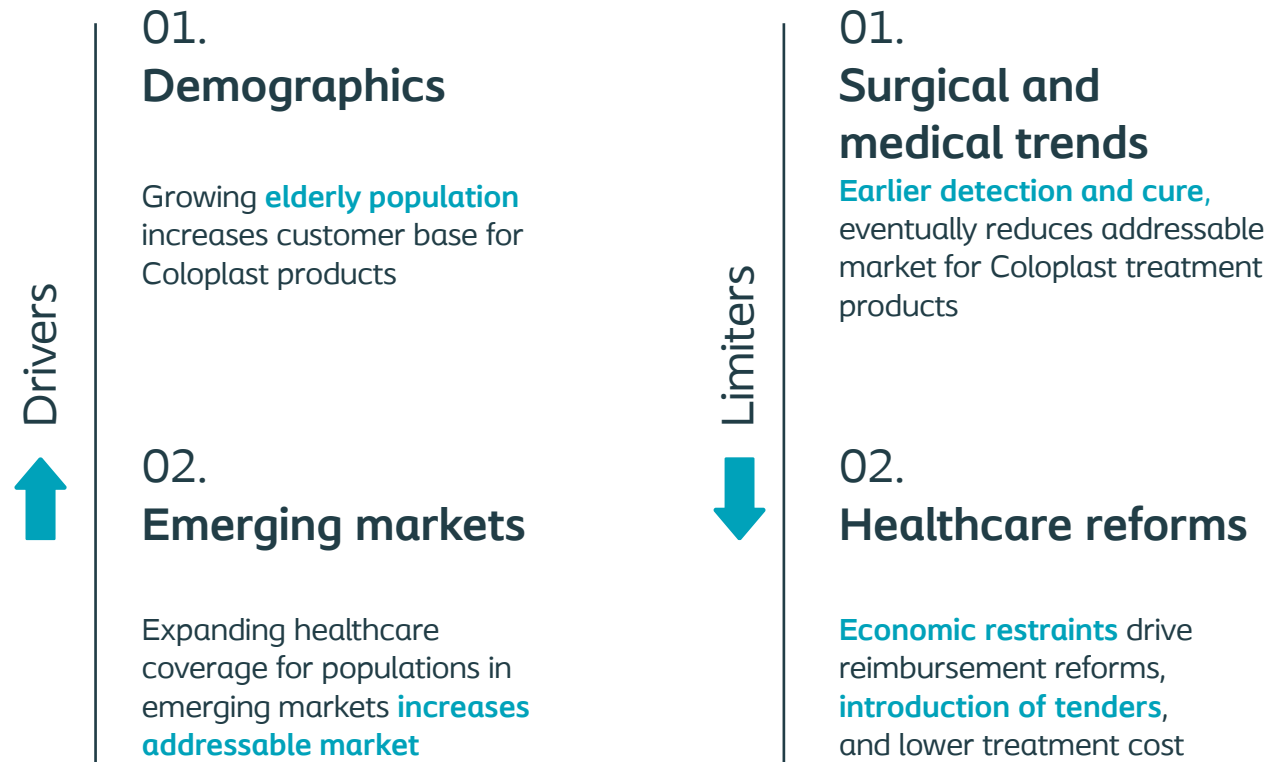 Drivers
01.
Demographics
Growing elderly population
increases customer base for
Coloplast products
02.
Emerging markets
Expanding healthcare
coverage for populations in
emerging markets increases
addressable market
Limiters
01.
Surgical and
medical trends
Earlier detection and cure,
eventually reduces addressable
market for Coloplast treatment
products
02.
Healthcare reforms
Economic restraints drive
reimbursement reforms,
introduction of tenders,
and lower treatment cost